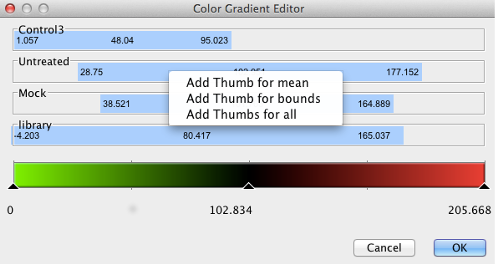 Color Gradient Editor
Control3
1.057 48.04 95.023
Untreated
28.75 177.152
Add Thumb for mean
Add Thumb for bounds
Add Thumbs for all
Mock
38.521 164.889
library
-4.203 80.417 165.037
0 102.834 205.668
Cancel OK